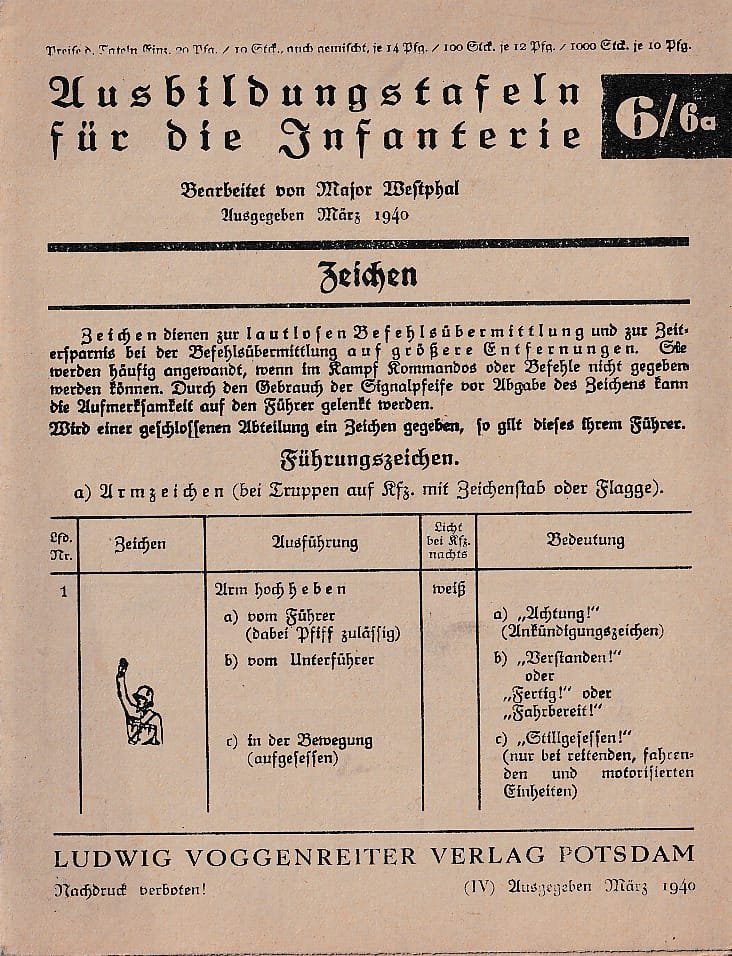 Preise d. Tafeln Einz. 20 Pfg. / 10 Stck., auch gemischt, je 14 Pfg. / 100 Stck. je 12 Pfg. / 1000 Stck. je 10 Pfg.
Ausbildungstafeln
für die Infanterie
6/6a
Bearbeitet von Major Westphal
Ausgegeben März 1940
Zeichen
Zeichen dienen zur lautlosen Befehlsübermittlung und zur Zeit-
ersparnis bei der Befehlsübermittlung auf größere Entfernungen. Sie
werden häufig angewandt, wenn im Kampf Kommandos oder Befehle nicht gegeben
werden können. Durch den Gebrauch der Signalpfeife vor Abgabe des Zeichens kann
die Aufmerksamkeit auf den Führer gelenkt werden.
Wird einer geschlossenen Abteilung ein Zeichen gegeben, so gilt dieses ihrem Führer.
Führungszeichen.
a) Armzeichen (bei Truppen auf Kfz. mit Zeichenstab oder Flagge).
Lfd. Nr.
Zeichen
Ausführung
Licht bei Kfz. nachts
Bedeutung
1
Arm hochheben
weiß
a) vom Führer
(dabei Pfiff zulässig)
a) „Achtung!“
(Ankündigungszeichen)
b) vom Unterführer
b) „Verstanden!“
oder
„Fertig!“ oder
„Fahrbereit!“
c) in der Bewegung
(aufgesessen)
c) „Stillgesessen!“
(nur bei reitenden, fahren-
den und motorisierten
Einheiten)
LUDWIG VOGGENREITER VERLAG POTSDAM
Nachdruck verboten!
(IV) Ausgegeben März 1940